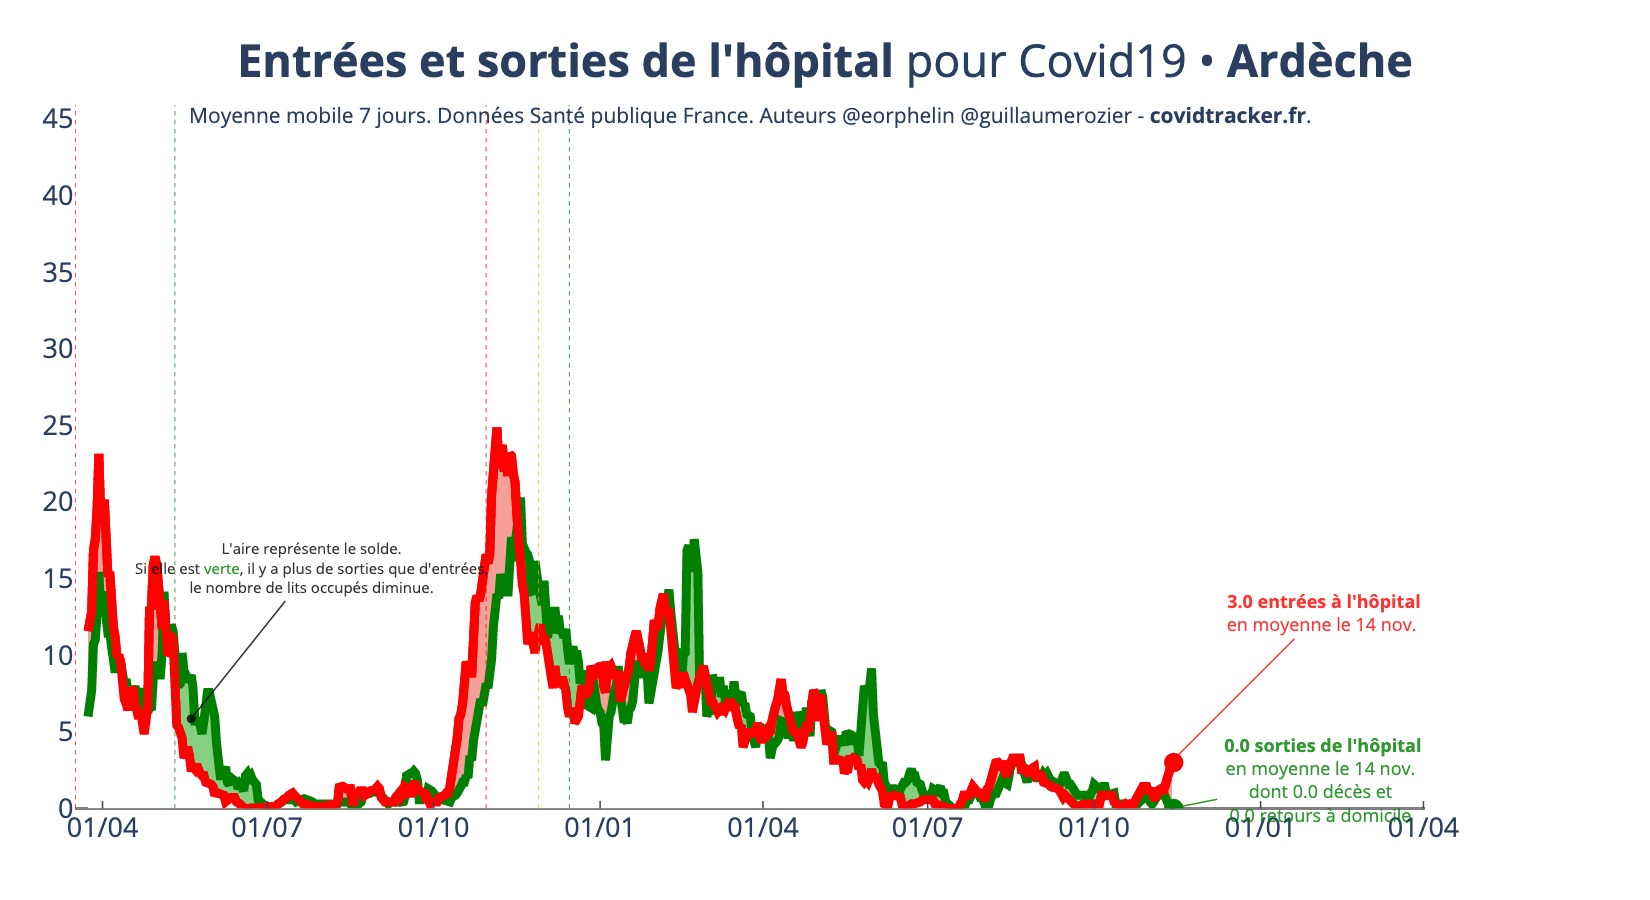 Entrées et sorties de l'hôpital pour Covid19 • Ardèche
Moyenne mobile 7 jours. Données Santé publique France. Auteurs @eorphelin @guillaumerozier - covidtracker.fr.
45
40
35
30
25
20
15
10
5
0
L'aire représente le solde.
Si elle est verte, il y a plus de sorties que d'entrées,
le nombre de lits occupés diminue.
3.0 entrées à l'hôpital
en moyenne le 14 nov.
0.0 sorties de l'hôpital
en moyenne le 14 nov.
dont 0.0 décès et
0.0 retours à domicile
01/04
01/07
01/10
01/01
01/04
01/07
01/10
01/01
01/04